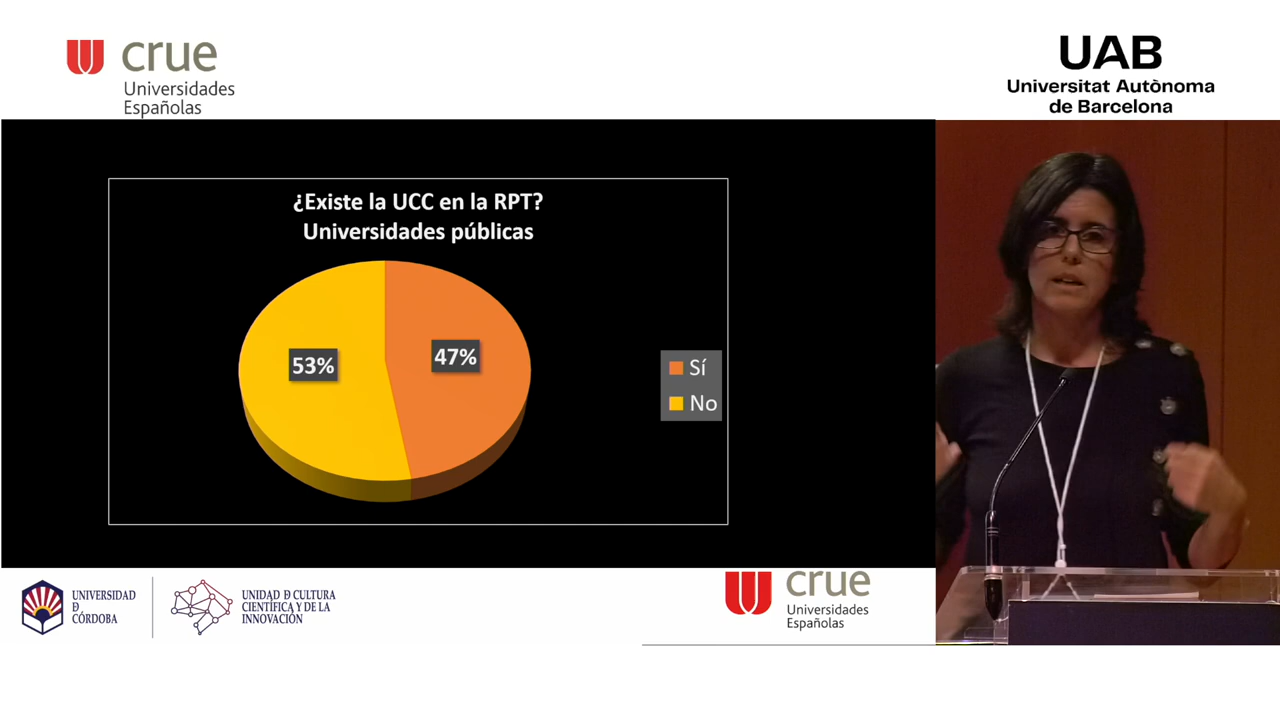 crue
Universidades
Españolas
UAB
Universitat Autònoma
de Barcelona
¿Existe la UCC en la RPT?
Universidades públicas
53%
47%
Sí
No
UNIVERSIDAD
Đ
CÓRDOBA
UNIDAD Đ CULTURA
CIENTÍFICA Y DE LA
INNOVACIÓN
crue
Universidades
Españolas